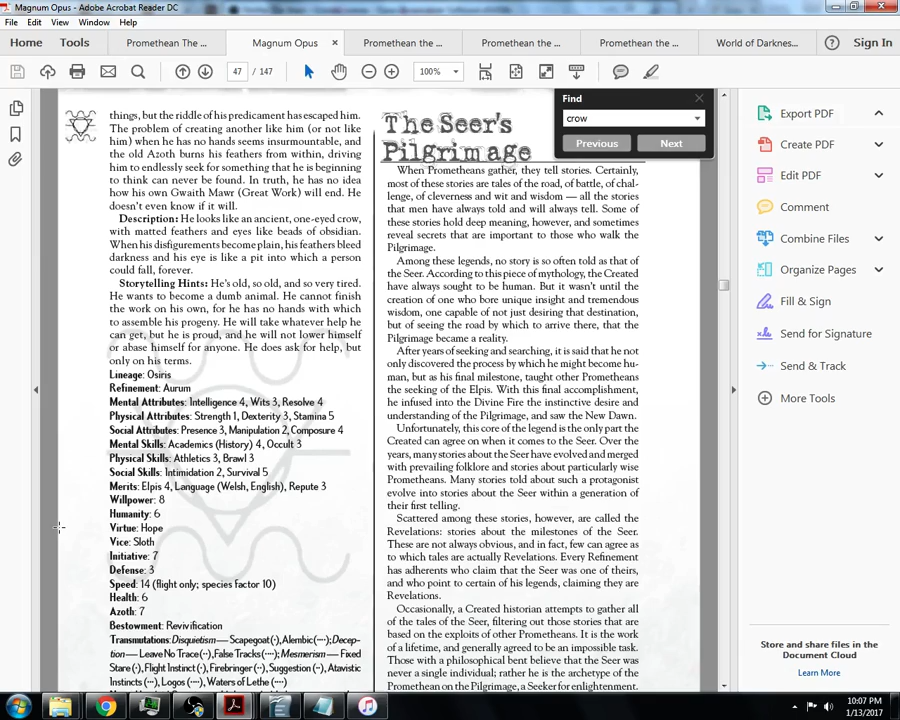 Magnum Opus - Adobe Acrobat Reader DC
File Edit View Window Help
Home Tools Promethean The ... Magnum Opus × Promethean the ... Promethean the ... Promethean the ... World of Darknes... Sign In
47 / 147 100%
things, but the riddle of his predicament has escaped him.
The problem of creating another like him (or not like
him) when he has no hands seems insurmountable, and
the old Azoth burns his feathers from within, driving
him to endlessly seek for something that he is beginning
to think can never be found. In truth, he has no idea
how his own Gwaith Mawr (Great Work) will end. He
doesn't even know if it will.
Description: He looks like an ancient, one-eyed crow,
with matted feathers and eyes like beads of obsidian.
When his disfigurements become plain, his feathers bleed
darkness and his eye is like a pit into which a person
could fall, forever.
Storytelling Hints: He's old, so old, and so very tired.
He wants to become a dumb animal. He cannot finish
the work on his own, for he has no hands with which
to assemble his progeny. He will take whatever help he
can get, but he is proud, and he will not lower himself
or abase himself for anyone. He does ask for help, but
only on his terms.
Lineage: Osiris
Refinement: Aurum
Mental Attributes: Intelligence 4, Wits 3, Resolve 4
Physical Attributes: Strength 1, Dexterity 3, Stamina 5
Social Attributes: Presence 3, Manipulation 2, Composure 4
Mental Skills: Academics (History) 4, Occult 3
Physical Skills: Athletics 3, Brawl 3
Social Skills: Intimidation 2, Survival 5
Merits: Elpis 4, Language (Welsh, English), Repute 3
Willpower: 8
Humanity: 6
Virtue: Hope
Vice: Sloth
Initiative: 7
Defense: 3
Speed: 14 (flight only; species factor 10)
Health: 6
Azoth: 7
Bestowment: Revivification
Transmutations: Disquietism — Scapegoat (•), Alembic (••••); Decep-
tion — Leave No Trace (••), False Tracks (•••); Mesmerism — Fixed
Stare (•), Flight Instinct (•), Firebringer (••), Suggestion (••), Atavistic
Instincts (•••), Logos (••••), Waters of Lethe (••••)
The Seer's
Pilgrimage
When Prometheans gather, they tell stories. Certainly,
most of these stories are tales of the road, of battle, of chal-
lenge, of cleverness and wit and wisdom — all the stories
that men have always told and will always tell. Some of
these stories hold deep meaning, however, and sometimes
reveal secrets that are important to those who walk the
Pilgrimage.
Among these legends, no story is so often told as that of
the Seer. According to this piece of mythology, the Created
have always sought to be human. But it wasn't until the
creation of one who bore unique insight and tremendous
wisdom, one capable of not just desiring that destination,
but of seeing the road by which to arrive there, that the
Pilgrimage became a reality.
After years of seeking and searching, it is said that he not
only discovered the process by which he might become hu-
man, but as his final milestone, taught other Prometheans
the seeking of the Elpis. With this final accomplishment,
he infused into the Divine Fire the instinctive desire and
understanding of the Pilgrimage, and saw the New Dawn.
Unfortunately, this core of the legend is the only part the
Created can agree on when it comes to the Seer. Over the
years, many stories about the Seer have evolved and merged
with prevailing folklore and stories about particularly wise
Prometheans. Many stories told about such a protagonist
evolve into stories about the Seer within a generation of
their first telling.
Scattered among these stories, however, are called the
Revelations: stories about the milestones of the Seer.
These are not always obvious, and in fact, few can agree as
to which tales are actually Revelations. Every Refinement
has adherents who claim that the Seer was one of theirs,
and who point to certain of his legends, claiming they are
Revelations.
Occasionally, a Created historian attempts to gather all
of the tales of the Seer, filtering out those stories that are
based on the exploits of other Prometheans. It is the work
of a lifetime, and generally agreed to be an impossible task.
Those with a philosophical bent believe that the Seer was
never a single individual; rather he is the archetype of the
Promethean on the Pilgrimage, a Seeker for enlightenment.
Find
crow
Previous Next
Export PDF
Create PDF
Edit PDF
Comment
Combine Files
Organize Pages
Fill & Sign
Send for Signature
Send & Track
More Tools
Store and share files in the
Document Cloud
Learn More
10:07 PM
1/13/2017